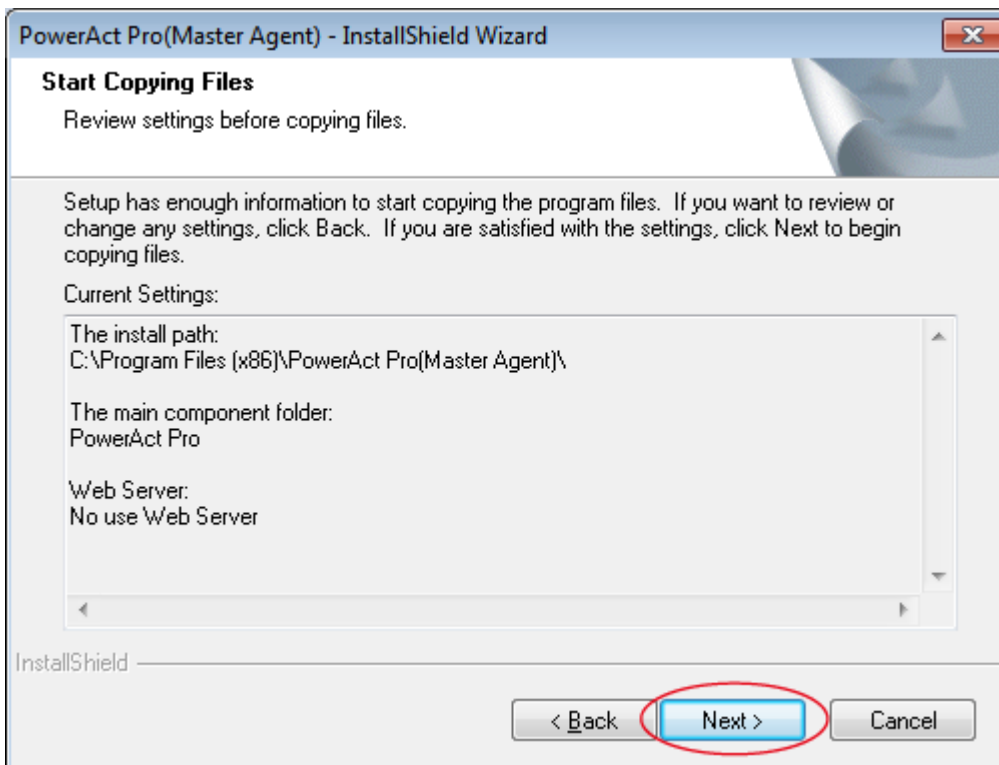 PowerAct Pro(Master Agent) - InstallShield Wizard
Start Copying Files
Review settings before copying files.
Setup has enough information to start copying the program files.  If you want to review or
change any settings, click Back.  If you are satisfied with the settings, click Next to begin
copying files.
Current Settings:
The install path:
C:\Program Files (x86)\PowerAct Pro(Master Agent)\
The main component folder:
PowerAct Pro
Web Server:
No use Web Server
InstallShield
< Back
Next >
Cancel